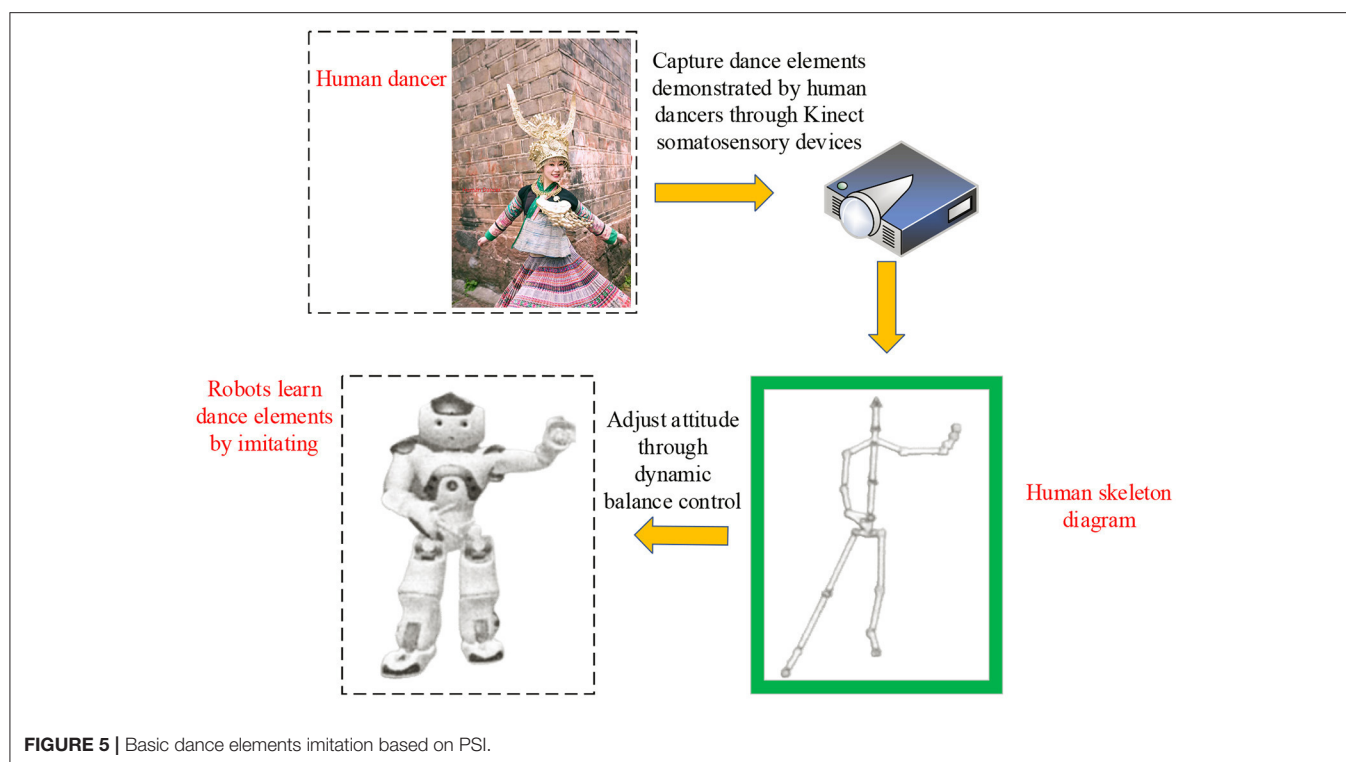 Human dancer
Capture dance elements
demonstrated by human
dancers through Kinect
somatosensory devices
Robots learn
dance elements
by imitating
Adjust attitude
through
dynamic
balance control
Human skeleton
diagram
FIGURE 5 | Basic dance elements imitation based on PSI.